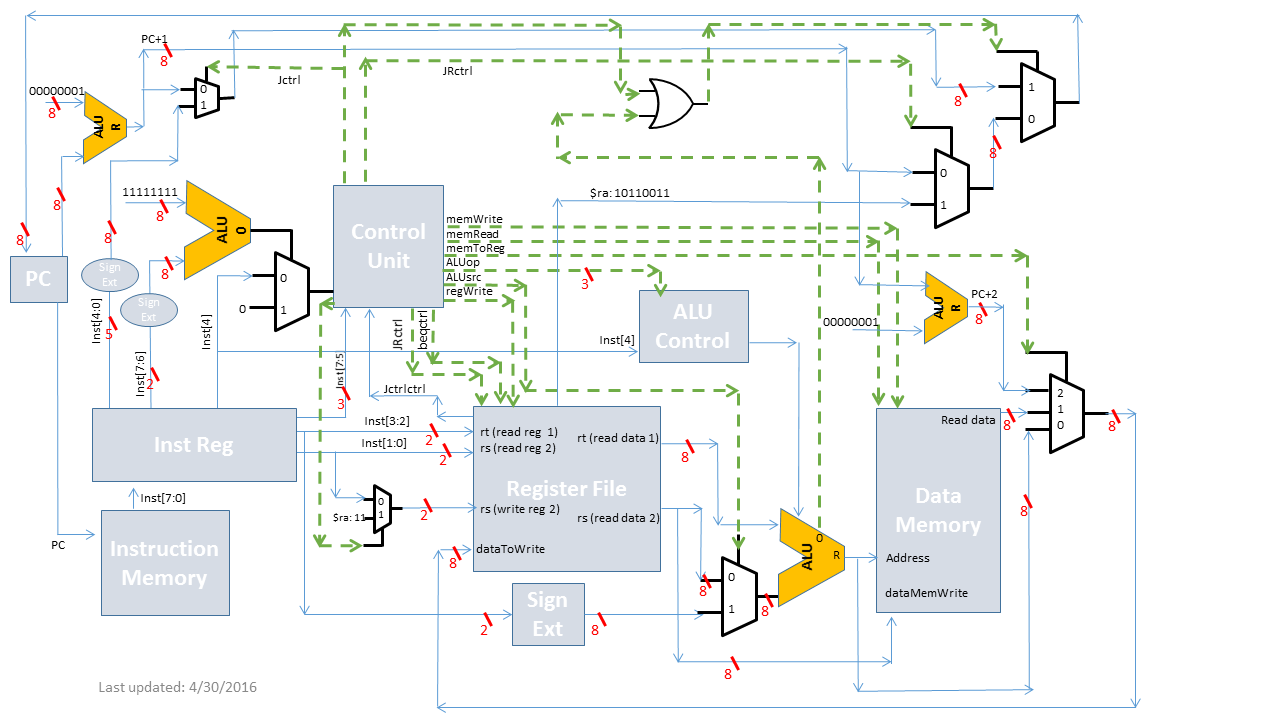 PC+1
8
Jctrl
JRctrl
00000001
8
ALU
R
0
1
1
0
8
8
11111111
8
8
8
8
8
ALU
0
Control
Unit
memWrite
memRead
memToReg
ALUop
ALUsrc
regWrite
3
$ra: 10110011
0
1
PC
Sign
Ext
Sign
Ext
0
1
0
Inst[4:0]
5
Inst[7:6]
2
Inst[4]
Inst[7:5]
3
JRctrl
beqctrl
Jctrlctrl
ALU
Control
Inst[4]
ALU
R
PC+2
8
00000001
2
1
0
8
8
8
Inst Reg
Inst[3:2]
2
Inst[1:0]
2
rt (read reg 1)
rs (read reg 2)
rt (read data 1)
8
Register File
rs (write reg 2)
rs (read data 2)
dataToWrite
8
0
1
$ra: 11
2
Inst[7:0]
PC
Instruction
Memory
Sign
Ext
2
8
8
0
1
8
8
ALU
0
R
Read data
Data
Memory
Address
dataMemWrite
Last updated: 4/30/2016